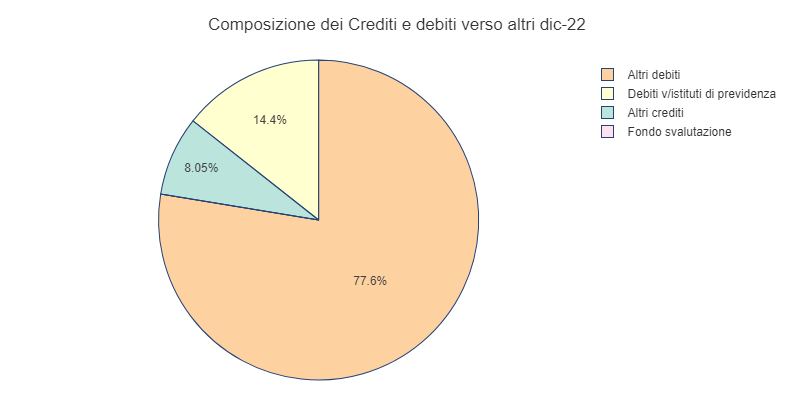 Composizione dei Crediti e debiti verso altri dic-22
Altri debiti
Debiti v/istituti di previdenza
Altri crediti
Fondo svalutazione
14.4%
8.05%
77.6%